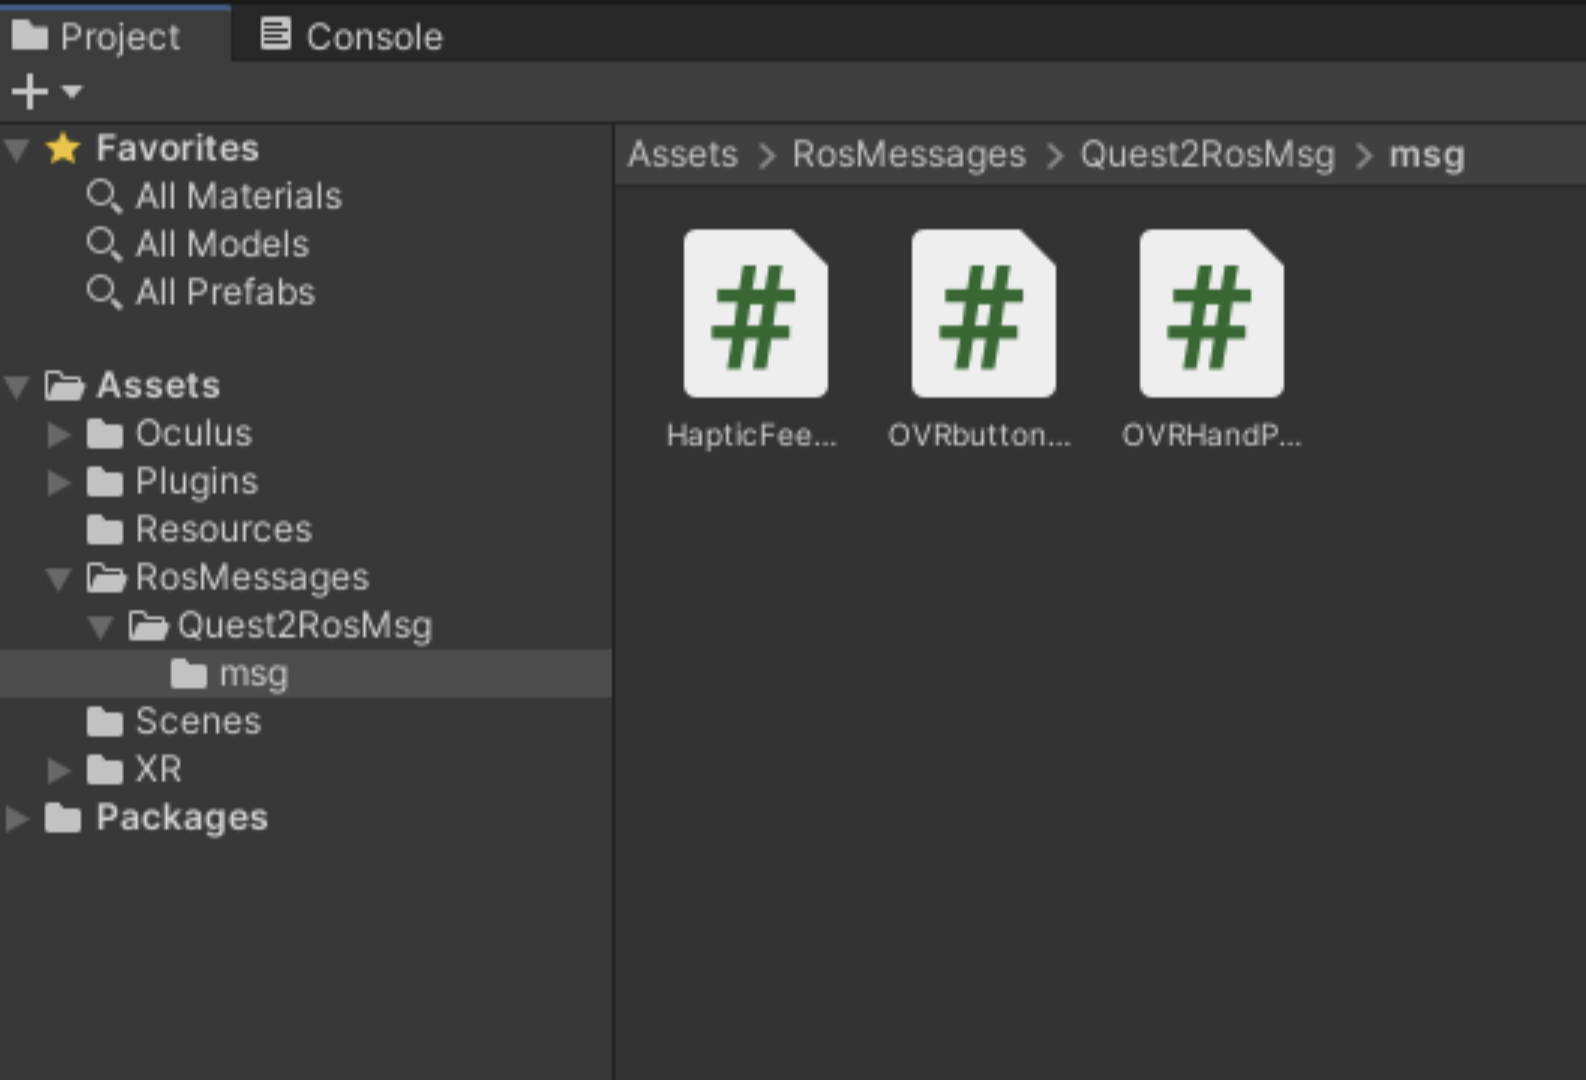 Project
Console
Favorites
All Materials
All Models
All Prefabs
Assets
Oculus
Plugins
Resources
RosMessages
Quest2RosMsg
msg
Scenes
XR
Packages
Assets > RosMessages > Quest2RosMsg > msg
# # #
HapticFee... OVRbutton... OVRHandP...